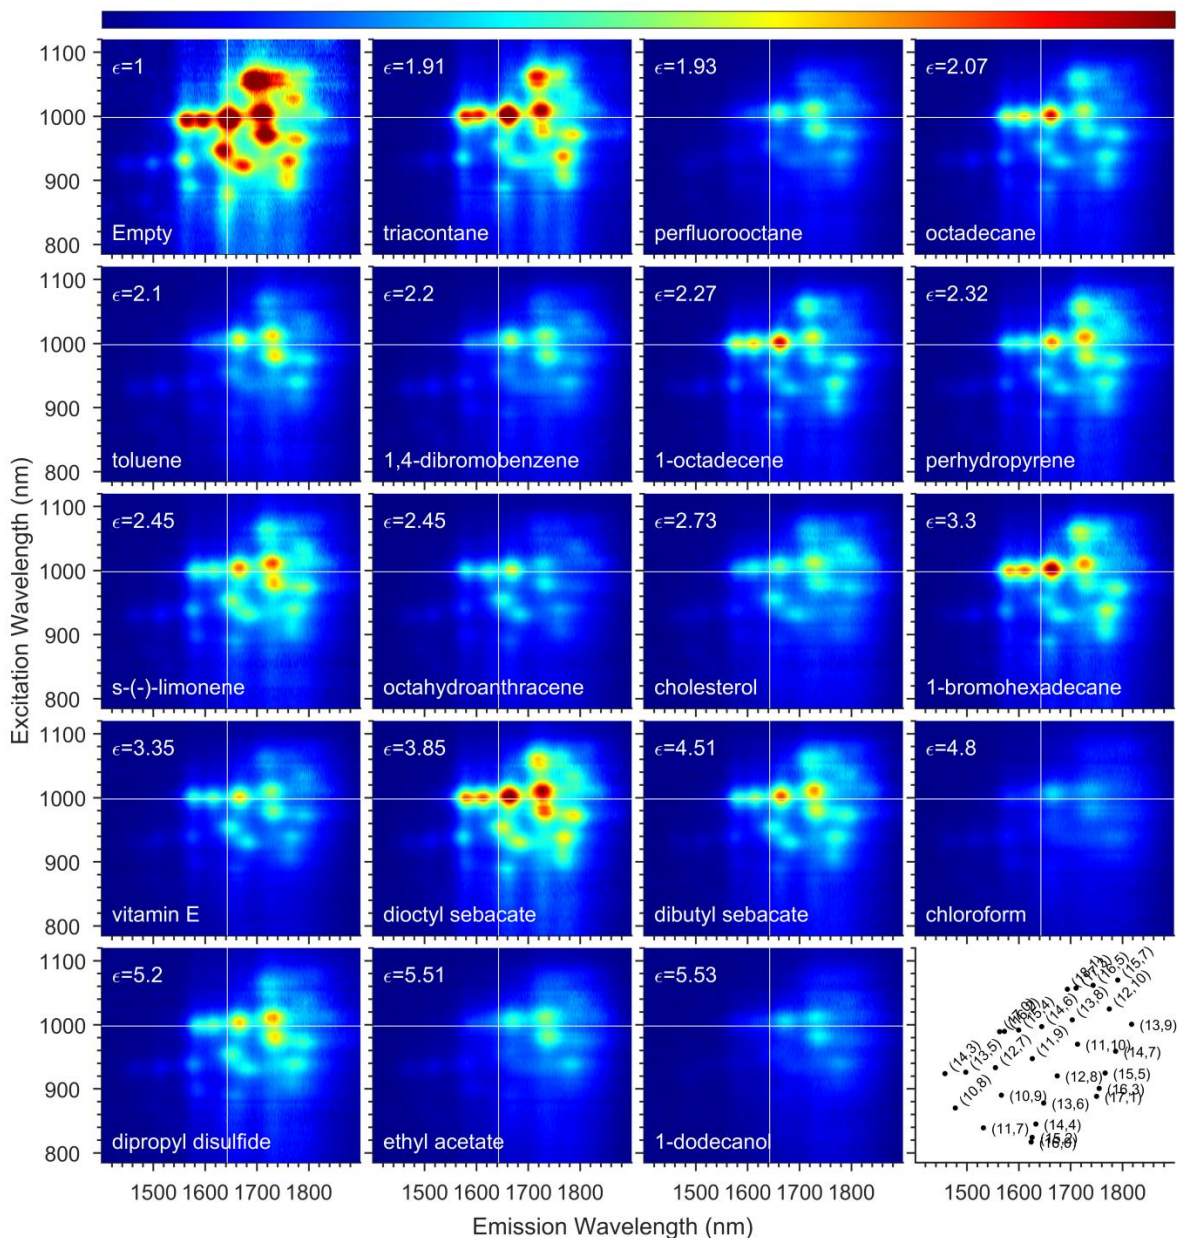 1100
1000
900
800
ϵ=1
Empty
ϵ=1.91
triacontane
ϵ=1.93
perfluorooctane
ϵ=2.07
octadecane
1100
1000
900
800
ϵ=2.1
toluene
ϵ=2.2
1,4-dibromobenzene
ϵ=2.27
1-octadecene
ϵ=2.32
perhydropyrene
Excitation Wavelength (nm)
1100
1000
900
800
ϵ=2.45
s-(-)-limonene
ϵ=2.45
octahydroanthracene
ϵ=2.73
cholesterol
ϵ=3.3
1-bromohexadecane
1100
1000
900
800
ϵ=3.35
vitamin E
ϵ=3.85
dioctyl sebacate
ϵ=4.51
dibutyl sebacate
ϵ=4.8
chloroform
1100
1000
900
800
ϵ=5.2
dipropyl disulfide
ϵ=5.51
ethyl acetate
ϵ=5.53
1-dodecanol
(16,5)
(15,7)
(12,10)
(15,4)
(14,6)
(13,8)
(13,9)
(14,3)
(13,5)
(12,7)
(11,9)
(11,10)
(14,7)
(10,8)
(10,9)
(12,8)
(15,5)
(16,3)
(17,1)
(13,6)
(11,7)
(14,4)
1500 1600 1700 1800
1500 1600 1700 1800
1500 1600 1700 1800
1500 1600 1700 1800
Emission Wavelength (nm)